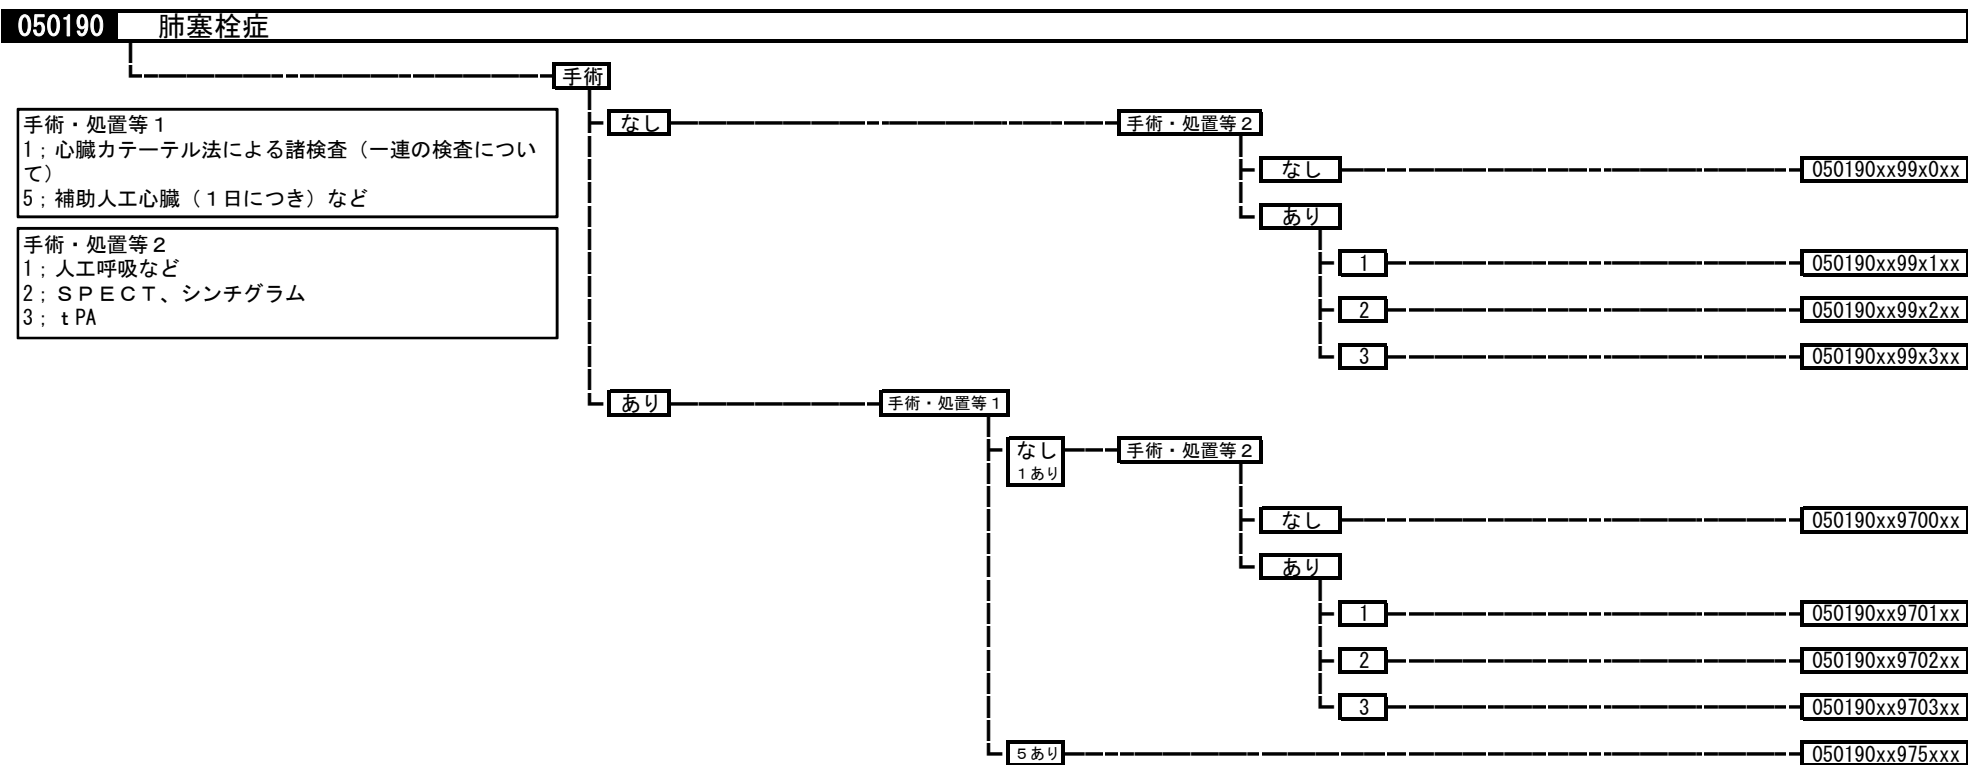 050190 肺塞栓症
手術
手術・処置等1
1；心臓カテーテル法による諸検査（一連の検査につい
て）
5；補助人工心臓（１日につき）など
手術・処置等２
1；人工呼吸など
2；ＳＰＥＣＴ、シンチグラム
3；ｔPA
なし
手術・処置等２
なし
050190xx99x0xx
あり
1
050190xx99x1xx
2
050190xx99x2xx
3
050190xx99x3xx
あり
手術・処置等１
なし
１あり
手術・処置等２
なし
050190xx9700xx
あり
1
050190xx9701xx
2
050190xx9702xx
3
050190xx9703xx
５あり
050190xx975xxx